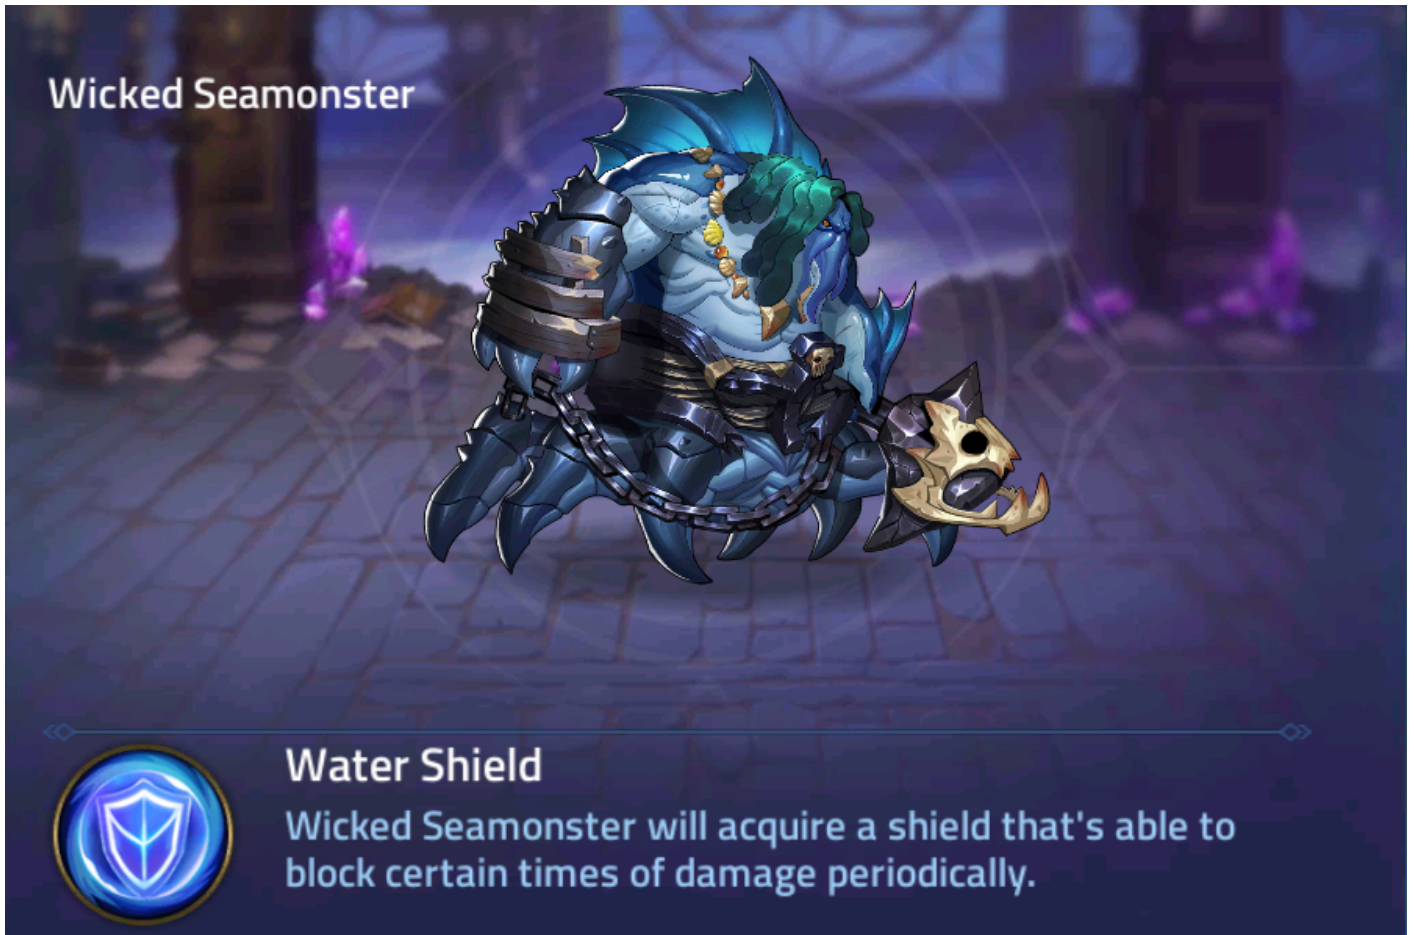 Wicked Seamonster
Water Shield
Wicked Seamonster will acquire a shield that's able to
block certain times of damage periodically.